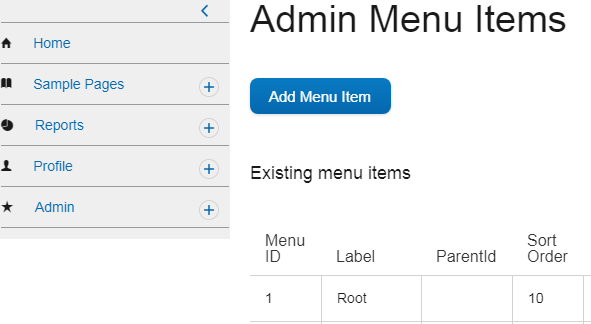 Admin Menu Items
Home
Sample Pages
Reports
Profile
Admin
Add Menu Item
Existing menu items
Menu ID Label ParentId Sort Order
1 Root 10